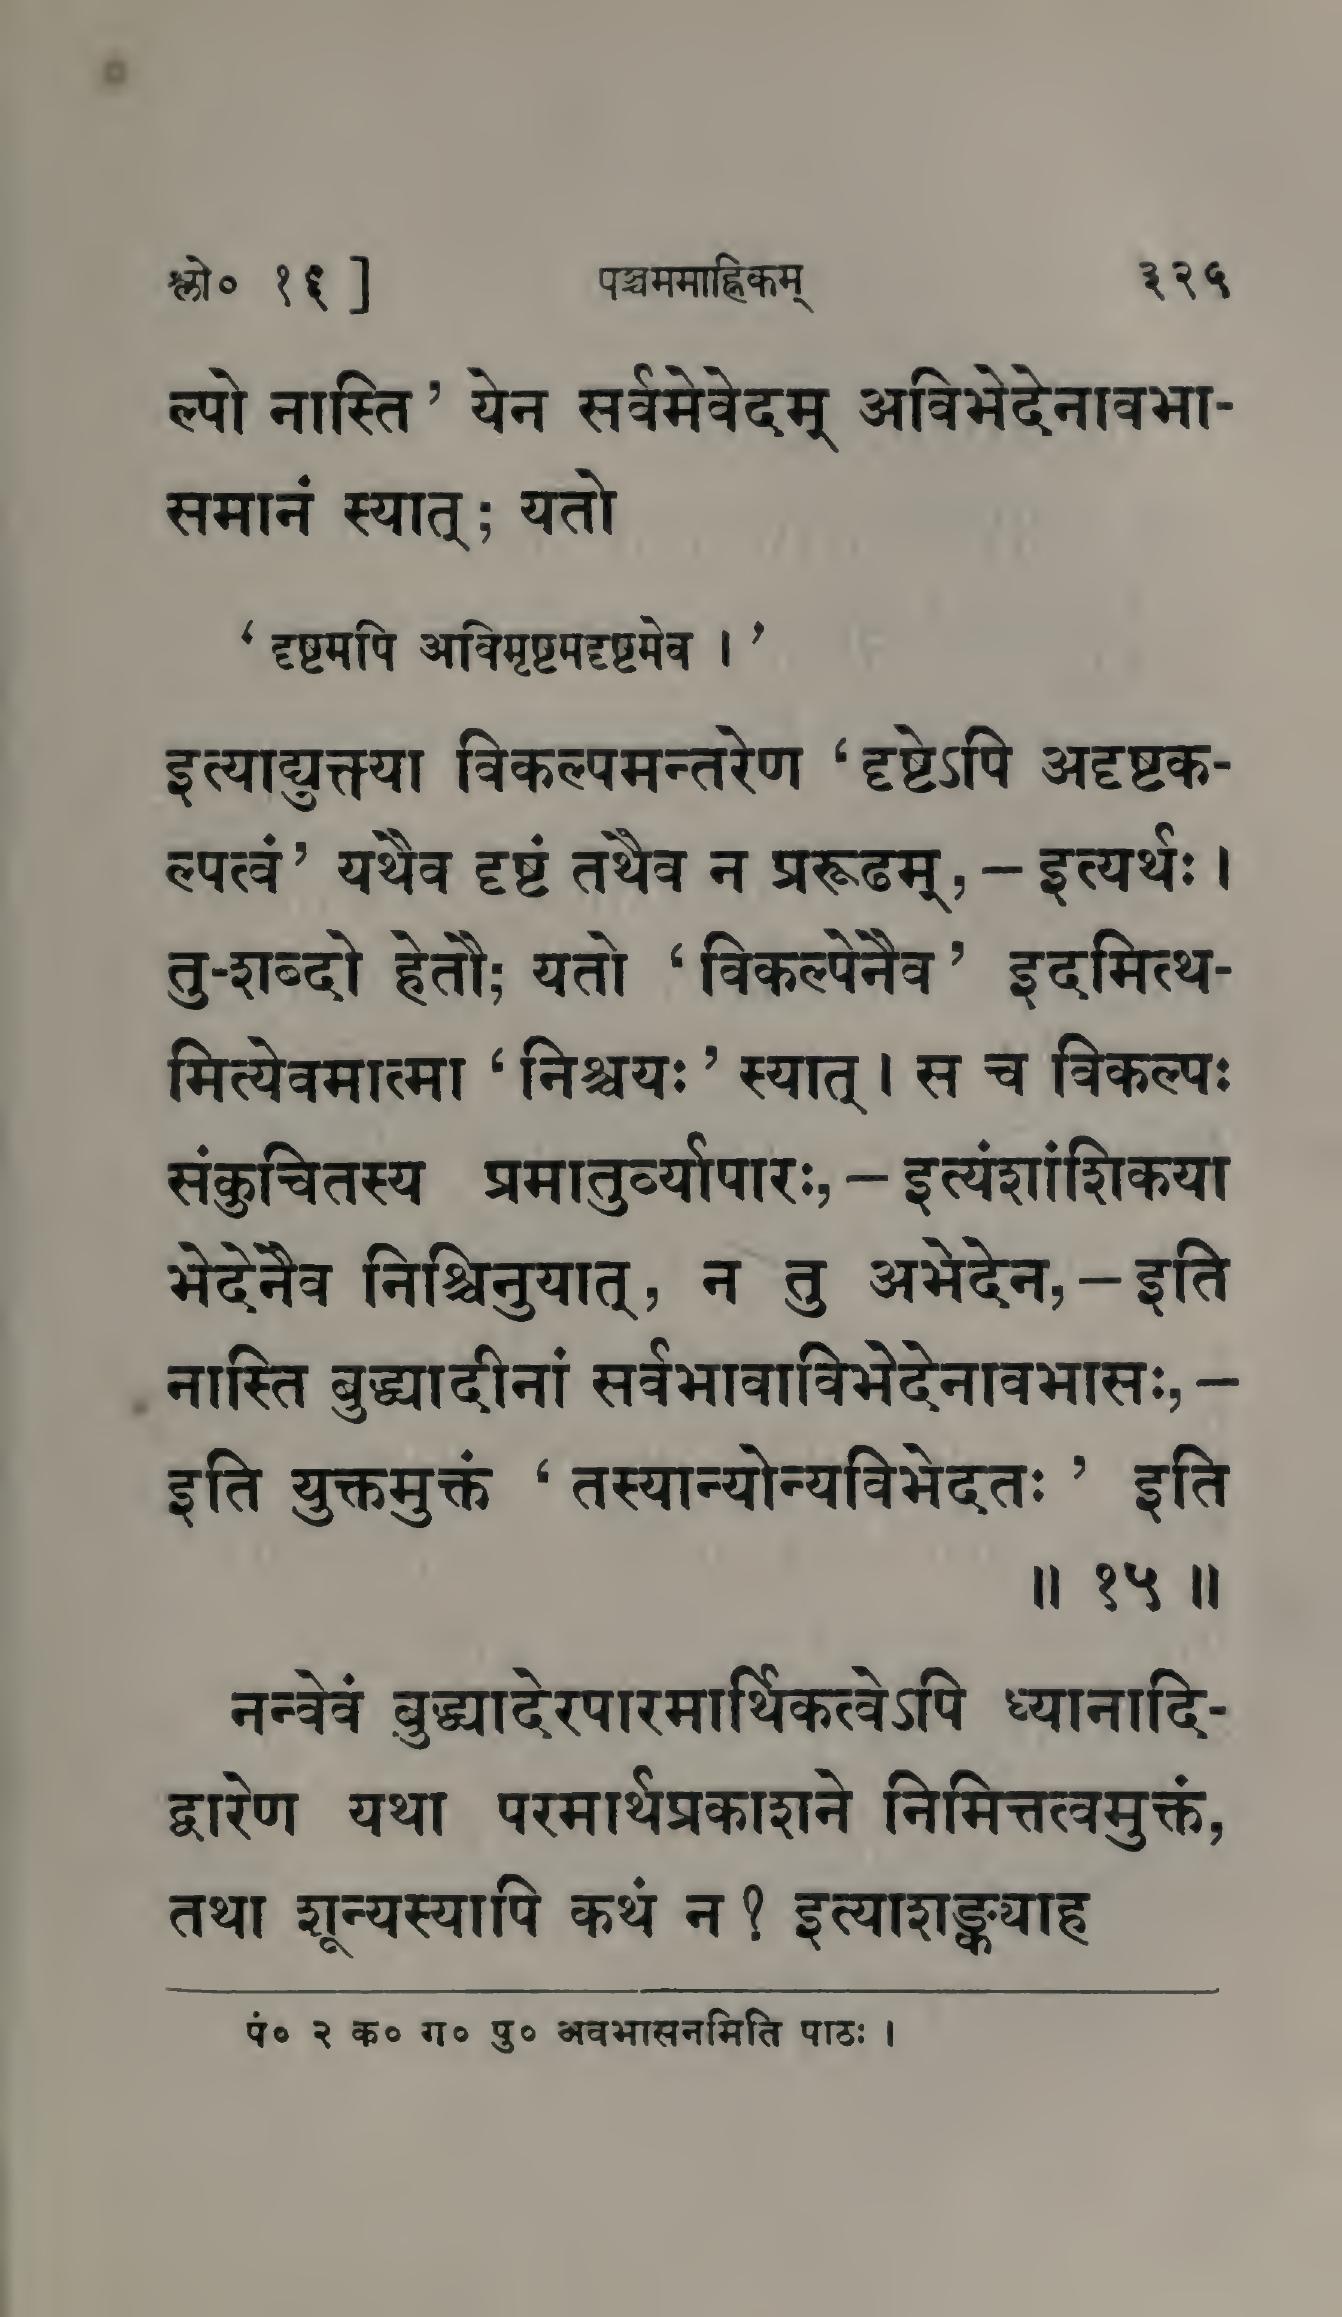 श्लो० १६ ] पञ्चममाह्निकम् ३२५
ल्पो नास्ति’ येन सर्वमेवेदम् अविभेदेनावभा-
समानं स्यात्; यतो
‘ दृष्टमपि अविमृष्टमदृष्टमेव । ’
इत्याद्युक्त्या विकल्पमन्तरेण ‘ दृष्टेऽपि अदृष्टक-
ल्पत्वं’ यथैव दृष्टं तथैव न प्ररूढम्, – इत्यर्थः ।
तु-शब्दो हेतौ; यतो ‘ विकल्पेनैव ’ इदमित्थ-
मित्येवमात्मा ‘ निश्चयः ’ स्यात् । स च विकल्पः
संकुचितस्य प्रमातुर्व्यापारः, – इत्यंशांशिकया
भेदेनैव निश्चिनुयात्, न तु अभेदेन, – इति
नास्ति बुद्ध्यादीनां सर्वभावाविभेदेनावभासः, –
इति युक्तमुक्तं ‘ तस्यान्योन्यविभेदतः ’ इति
॥ १५ ॥
नन्वेवं बुद्ध्यादेरपारमार्थिकत्वेऽपि ध्यानादि-
द्वारेण यथा परमार्थप्रकाशने निमित्तत्वमुक्तं,
तथा शून्यस्यापि कथं न ? इत्याशङ्क्याह
पं० २ क० ग० पु० अवभासनमिति पाठः ।